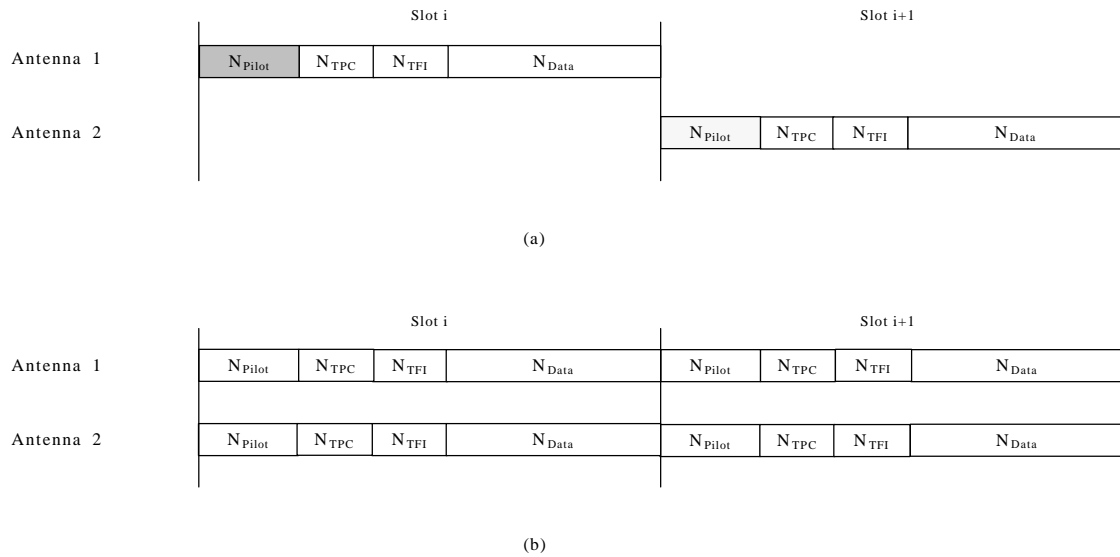 Slot i Slot i+1
Antenna 1 N_Pilot N_TPC N_TFI N_Data
Antenna 2 N_Pilot N_TPC N_TFI N_Data
(a)
Slot i Slot i+1
Antenna 1 N_Pilot N_TPC N_TFI N_Data N_Pilot N_TPC N_TFI N_Data
Antenna 2 N_Pilot N_TPC N_TFI N_Data N_Pilot N_TPC N_TFI N_Data
(b)